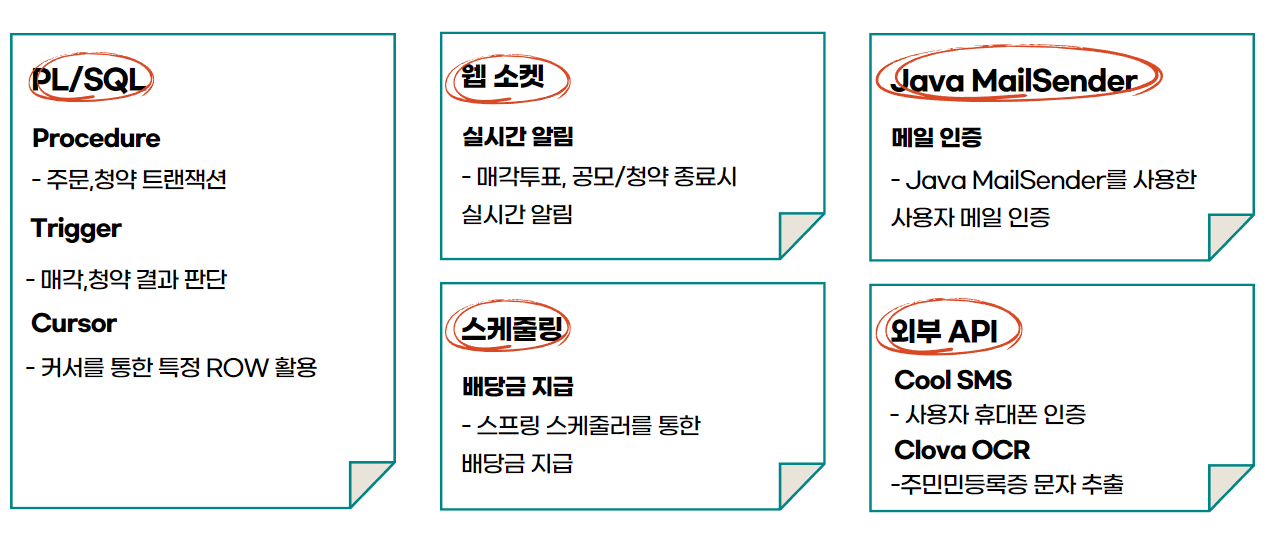 PL/SQL
Procedure
- 주문,청약 트랜잭션
Trigger
- 매각,청약 결과 판단
Cursor
- 커서를 통한 특정 ROW 활용
웹 소켓
실시간 알림
- 매각투표, 공모/청약 종료시
실시간 알림
스케줄링
배당금 지급
- 스프링 스케줄러를 통한
배당금 지급
Java MailSender
메일 인증
- Java MailSender를 사용한
사용자 메일 인증
외부 API
Cool SMS
- 사용자 휴대폰 인증
Clova OCR
-주민민등록증 문자 추출